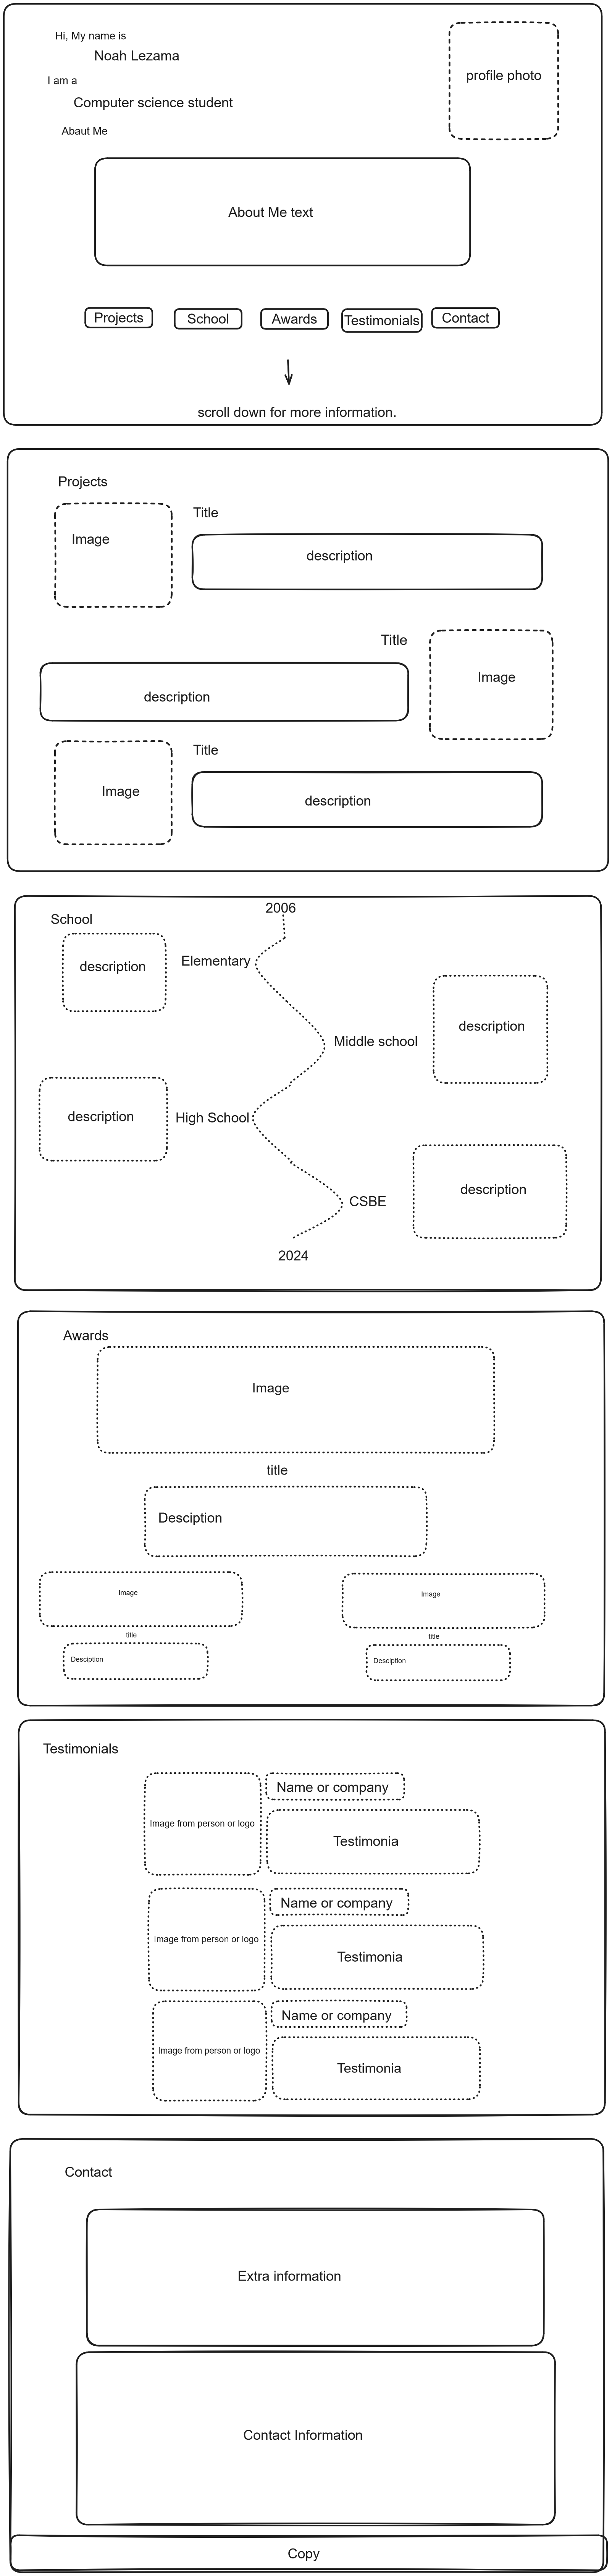 Hi, My name is
Noah Lezama
profile photo
I am a
Computer science student
Abaut Me
About Me text
Projects
School
Awards
Testimonials
Contact
scroll down for more information.
Projects
Image
Title
description
Title
Image
description
Title
Image
description
School
2006
description
Elementary
Middle school
description
description
High School
CSBE
description
2024
Awards
Image
title
Desciption
Image
title
Desciption
Image
title
Desciption
Testimonials
Name or company
Image from person or logo
Testimonia
Name or company
Image from person or logo
Testimonia
Name or company
Image from person or logo
Testimonia
Contact
Extra information
Contact Information
Copy